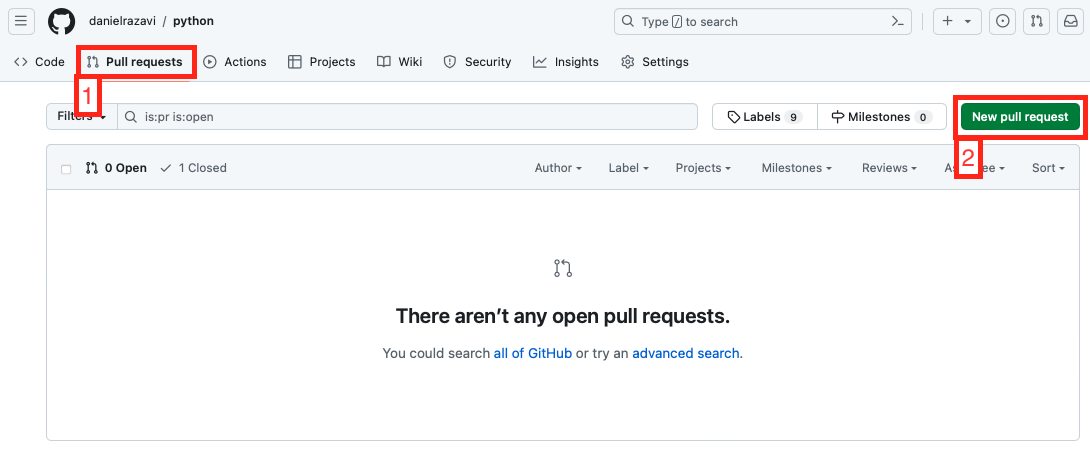 danielrazavi / python
Type / to search
Code
Pull requests
Actions
Projects
Wiki
Security
Insights
Settings
1
Filters
is:pr is:open
Labels 9
Milestones 0
New pull request
2
0 Open
1 Closed
Author
Label
Projects
Milestones
Reviews
Sort
There aren’t any open pull requests.
You could search all of GitHub or try an advanced search.